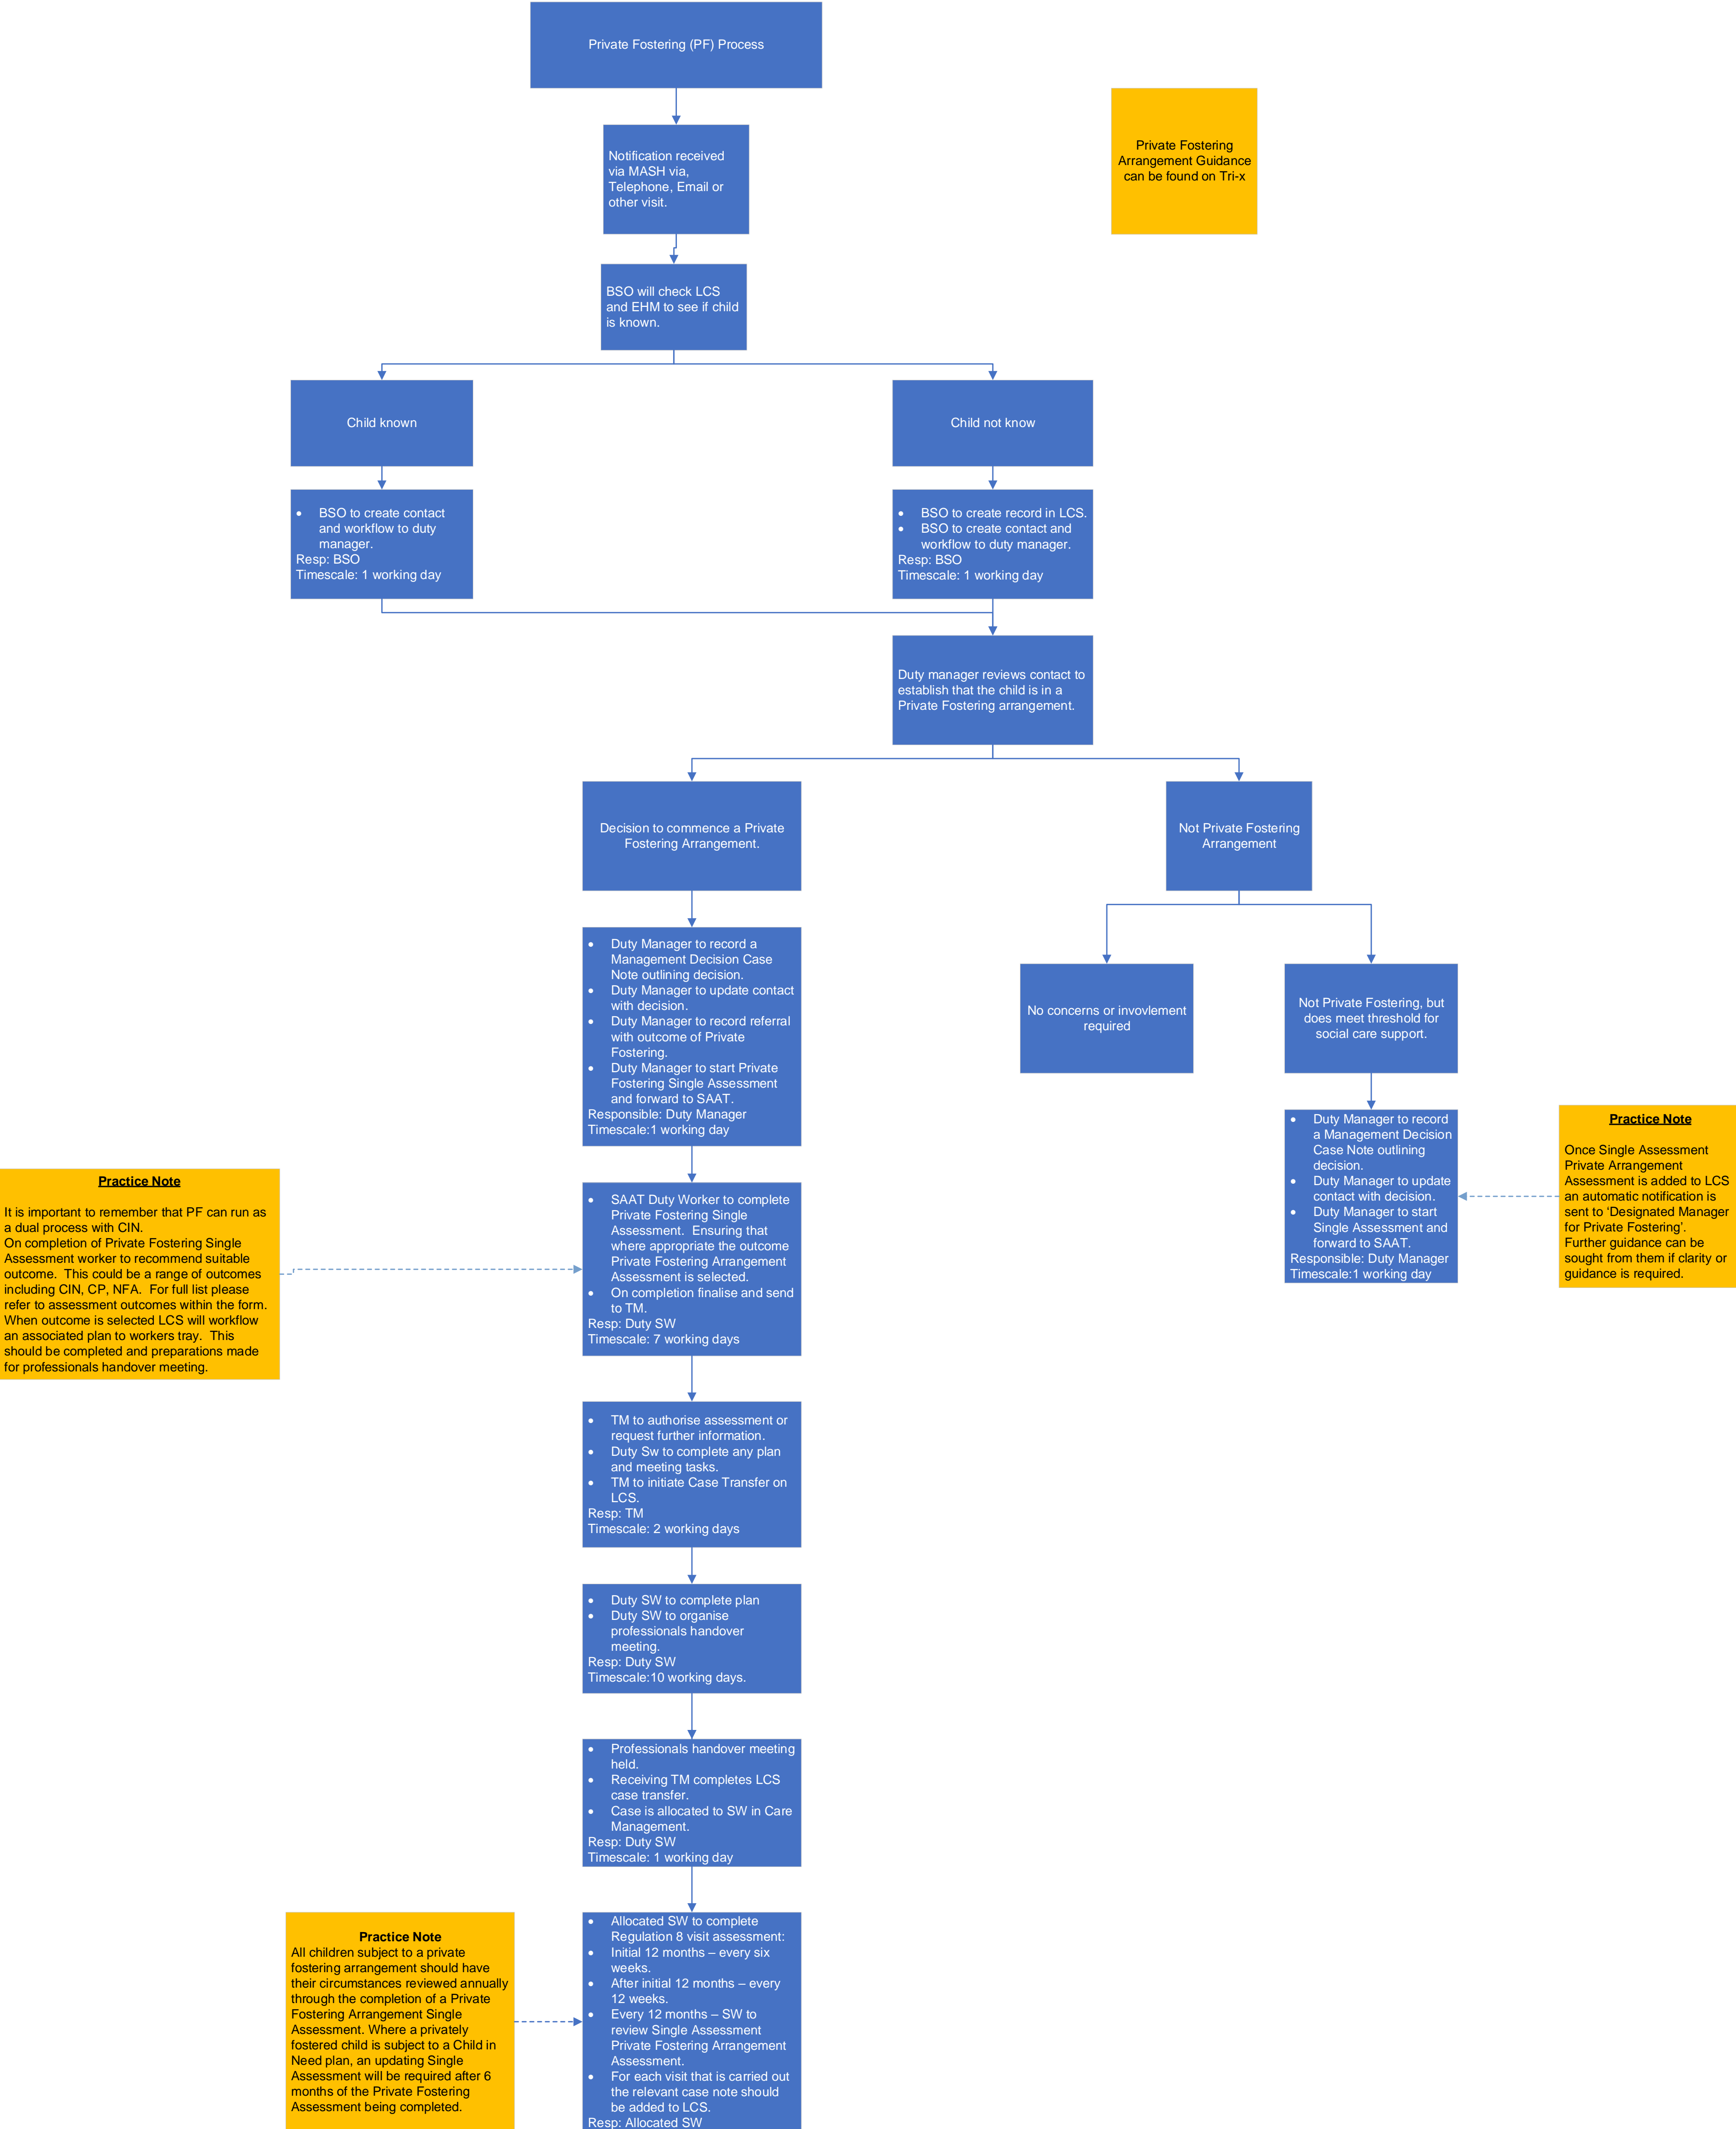 Private Fostering (PF) Process
Private Fostering
Arrangement Guidance
can be found on Tri-x
Notification received
via MASH via,
Telephone, Email or
other visit.
BSO will check LCS
and EHM to see if child
is known.
Child known
Child not know
• BSO to create contact
and workflow to duty
manager.
Resp: BSO
Timescale: 1 working day
• BSO to create record in LCS.
• BSO to create contact and
workflow to duty manager.
Resp: BSO
Timescale: 1 working day
Duty manager reviews contact to
establish that the child is in a
Private Fostering arrangement.
Decision to commence a Private
Fostering Arrangement.
Not Private Fostering
Arrangement
• Duty Manager to record a
Management Decision Case
Note outlining decision.
• Duty Manager to update contact
with decision.
• Duty Manager to record referral
with outcome of Private
Fostering.
• Duty Manager to start Private
Fostering Single Assessment
and forward to SAAT.
Responsible: Duty Manager
Timescale:1 working day
No concerns or invovlement
required
Not Private Fostering, but
does meet threshold for
social care support.
• Duty Manager to record
a Management Decision
Case Note outlining
decision.
• Duty Manager to update
contact with decision.
• Duty Manager to start
Single Assessment and
forward to SAAT.
Responsible: Duty Manager
Timescale:1 working day
Practice Note
Once Single Assessment
Private Arrangement
Assessment is added to LCS
an automatic notification is
sent to ‘Designated Manager
for Private Fostering’.
Further guidance can be
sought from them if clarity or
guidance is required.
Practice Note
It is important to remember that PF can run as
a dual process with CIN.
On completion of Private Fostering Single
Assessment worker to recommend suitable
outcome. This could be a range of outcomes
including CIN, CP, NFA. For full list please
refer to assessment outcomes within the form.
When outcome is selected LCS will workflow
an associated plan to workers tray. This
should be completed and preparations made
for professionals handover meeting.
• SAAT Duty Worker to complete
Private Fostering Single
Assessment. Ensuring that
where appropriate the outcome
Private Fostering Arrangement
Assessment is selected.
• On completion finalise and send
to TM.
Resp: Duty SW
Timescale: 7 working days
• TM to authorise assessment or
request further information.
• Duty Sw to complete any plan
and meeting tasks.
• TM to initiate Case Transfer on
LCS.
Resp: TM
Timescale: 2 working days
• Duty SW to complete plan
• Duty SW to organise
professionals handover
meeting.
Resp: Duty SW
Timescale:10 working days.
• Professionals handover meeting
held.
• Receiving TM completes LCS
case transfer.
• Case is allocated to SW in Care
Management.
Resp: Duty SW
Timescale: 1 working day
Practice Note
All children subject to a private
fostering arrangement should have
their circumstances reviewed annually
through the completion of a Private
Fostering Arrangement Single
Assessment. Where a privately
fostered child is subject to a Child in
Need plan, an updating Single
Assessment will be required after 6
months of the Private Fostering
Assessment being completed.
• Allocated SW to complete
Regulation 8 visit assessment:
• Initial 12 months – every six
weeks.
• After initial 12 months – every
12 weeks.
• Every 12 months – SW to
review Single Assessment
Private Fostering Arrangement
Assessment.
• For each visit that is carried out
the relevant case note should
be added to LCS.
Resp: Allocated SW